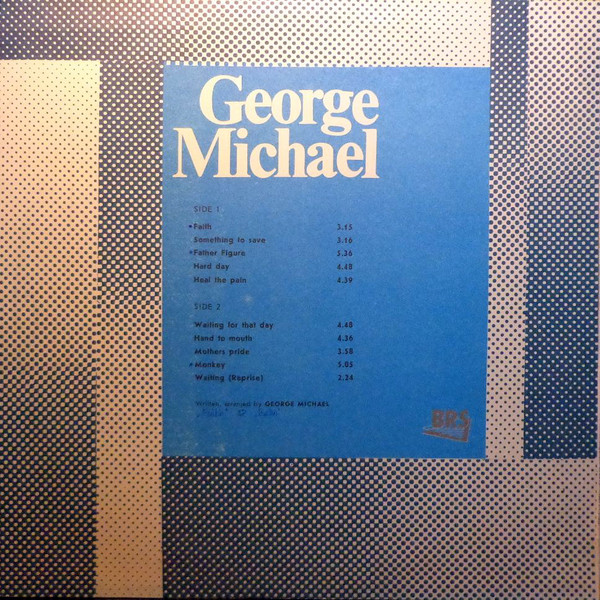 George
Michael
SIDE 1
•Faith 3.15
Something to save 3.16
•Father Figure 5.36
Hard day 4.48
Heal the pain 4.39
SIDE 2
Waiting for that day 4.48
Hand to mouth 4.36
Mothers pride 3.58
•Monkey 5.05
Waiting (Reprise) 2.24
Written, arranged by GEORGE MICHAEL
BRS